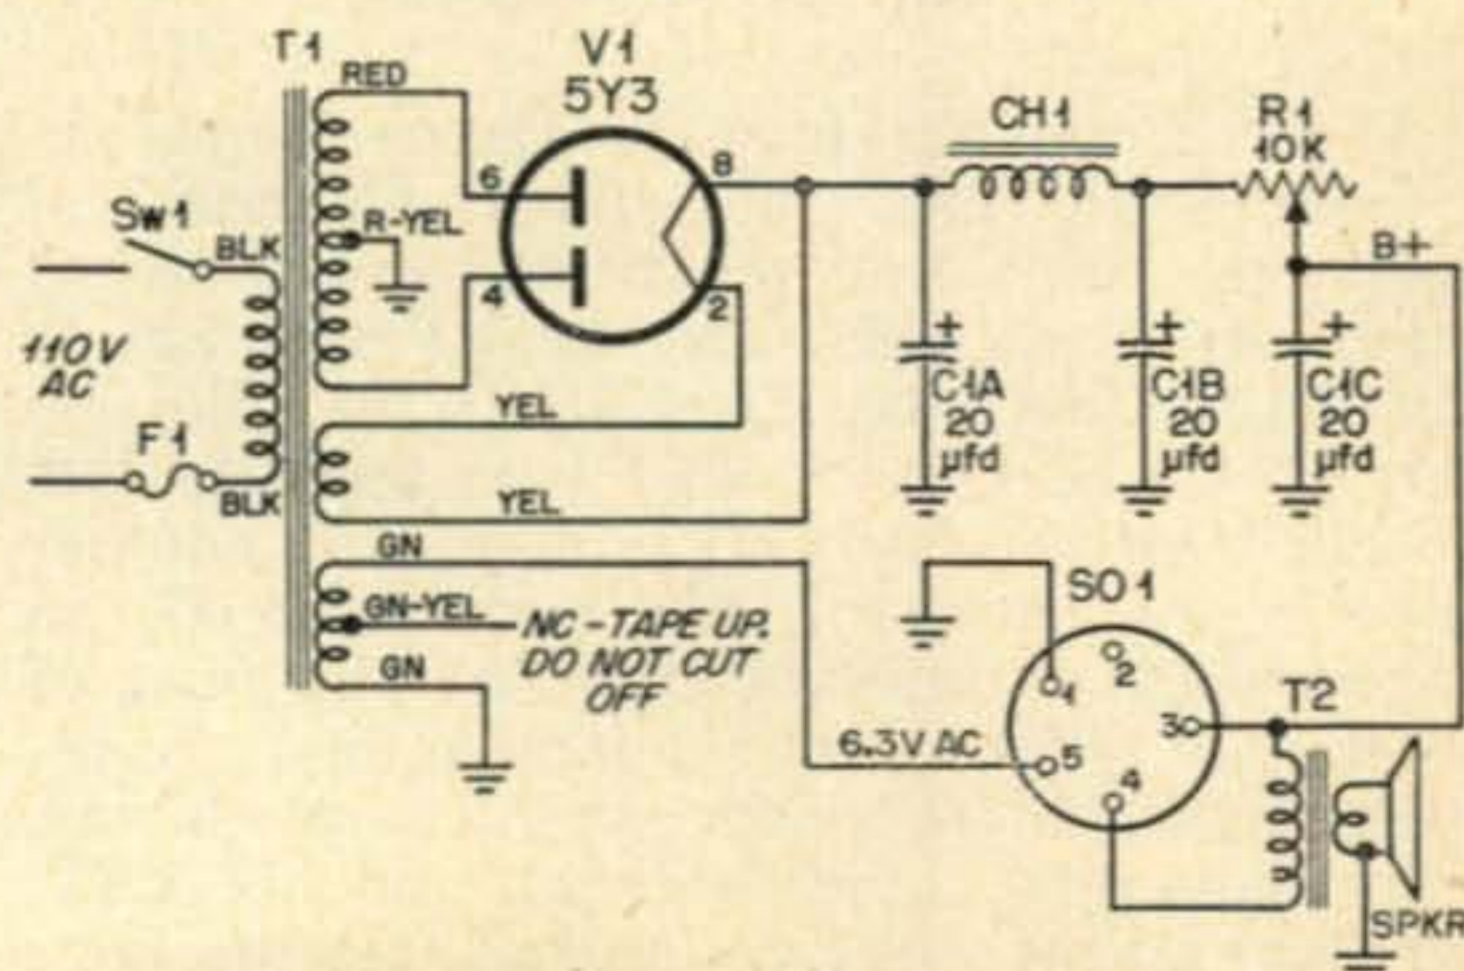 T1
RED
V1
5Y3
6
8
R-YEL
4
2
Sw1
BLK
110V
AC
F1
BLK
YEL
YEL
CH1
R1
10K
B+
+
C1A
20
µfd
+
C1B
20
µfd
+
C1C
20
µfd
GN
GN-YEL
NC-TAPE UP.
DO NOT CUT
OFF
GN
SO1
1
2
3
4
5
6.3V AC
T2
SPKR